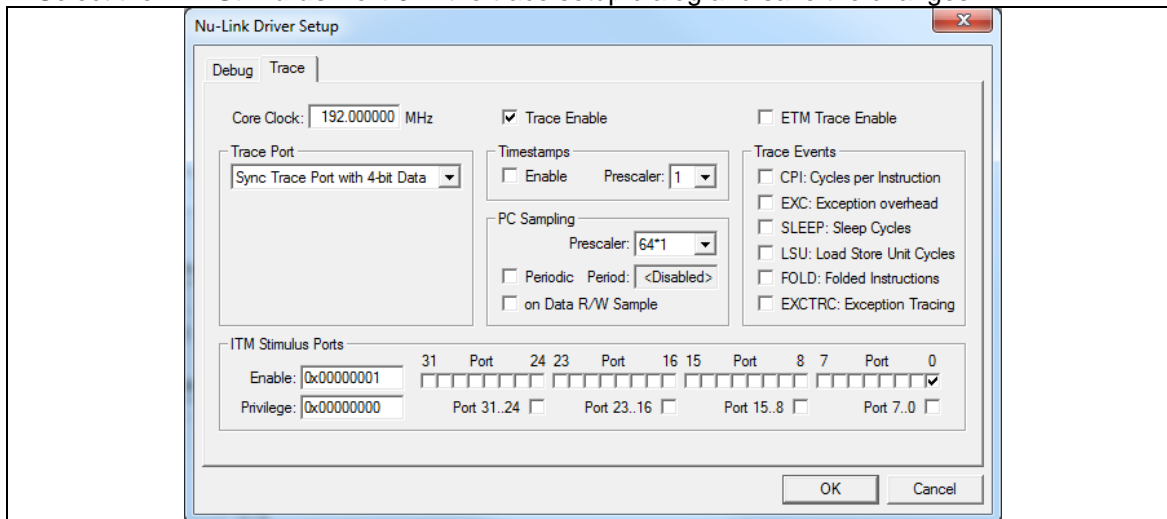 Nu-Link Driver Setup
Debug Trace
Core Clock: 192.000000 MHz Trace Enable ETM Trace Enable
Trace Port Timestamps Trace Events
Sync Trace Port with 4-bit Data Enable Prescaler: 1 CPI: Cycles per Instruction
EXC: Exception overhead
PC Sampling SLEEP: Sleep Cycles
Prescaler: 64*1 LSU: Load Store Unit Cycles
Periodic Period: <Disabled> FOLD: Folded Instructions
on Data R/W Sample EXCTRC: Exception Tracing
ITM Stimulus Ports
31 Port 24 23 Port 16 15 Port 8 7 Port 0
Enable: 0x00000001
Privilege: 0x00000000 Port 31..24 Port 23..16 Port 15..8 Port 7..0
OK Cancel